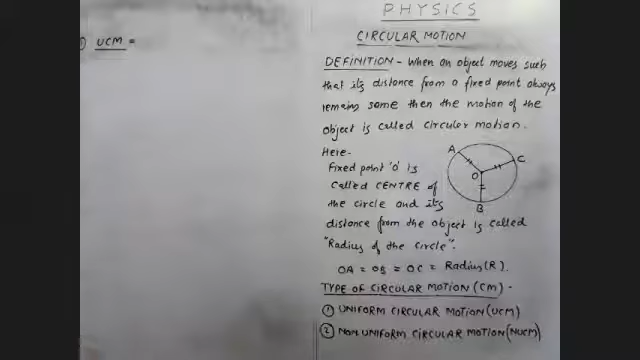 ① UCM =
PHYSICS
CIRCULAR MOTION
DEFINITION - When an object moves such
that its distance from a fixed point always
remains same then the motion of the
object is called circular motion.
Here-
Fixed point 'O' is
called CENTRE of
the circle and its
distance from the object is called
"Radius of the circle".
A
C
O
B
OA = OB = OC = Radius(R).
TYPE OF CIRCULAR MOTION (CM) -
① UNIFORM CIRCULAR MOTION (UCM)
② NON UNIFORM CIRCULAR MOTION (NUCM)